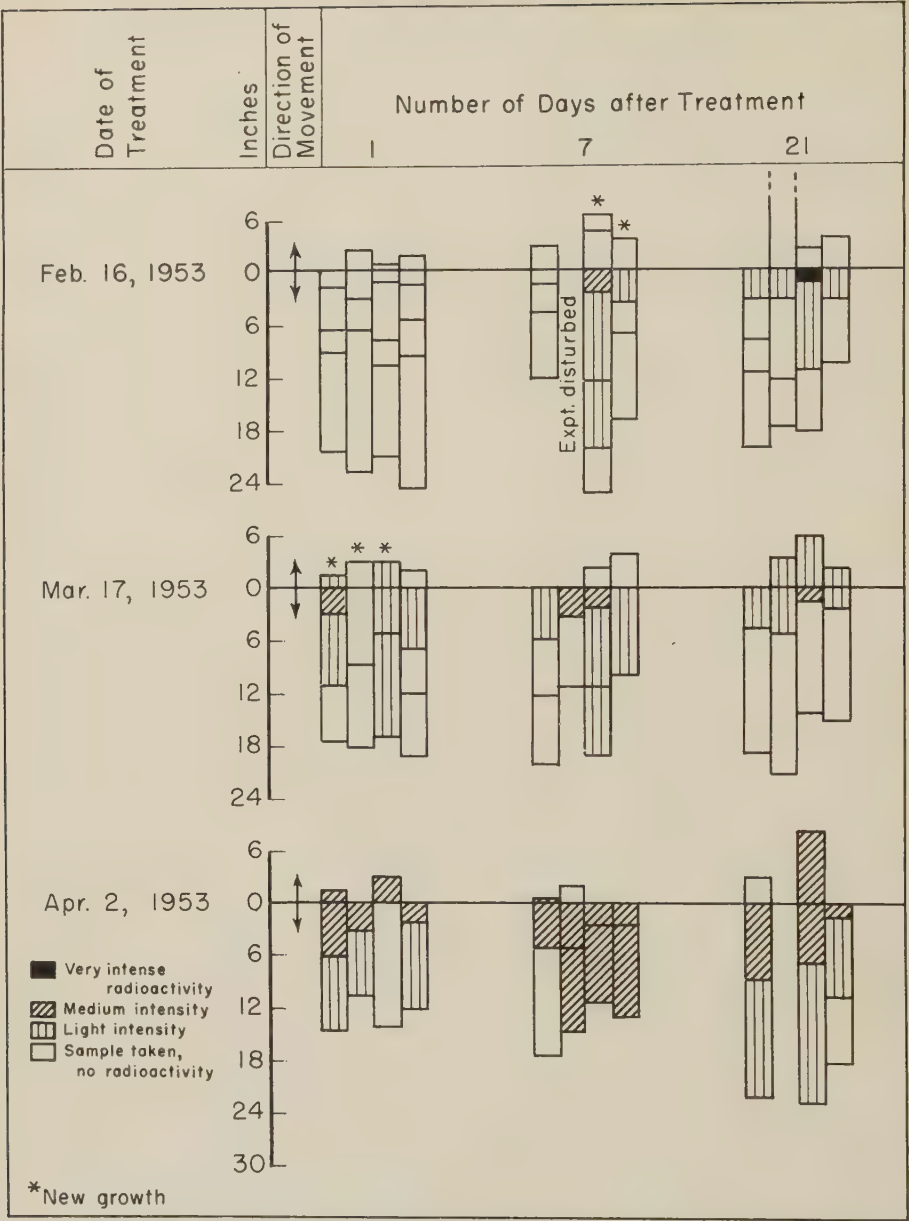 Date of
Treatment
Inches
Direction of
Movement
Number of Days after Treatment
1 7 21
Feb. 16, 1953
6
0
6
12
18
24
*
*
Expt. disturbed
Mar. 17, 1953
6
0
6
12
18
24
* * *
Apr. 2, 1953
6
0
6
12
18
24
30
Very intense
radioactivity
Medium intensity
Light intensity
Sample taken,
no radioactivity
*New growth